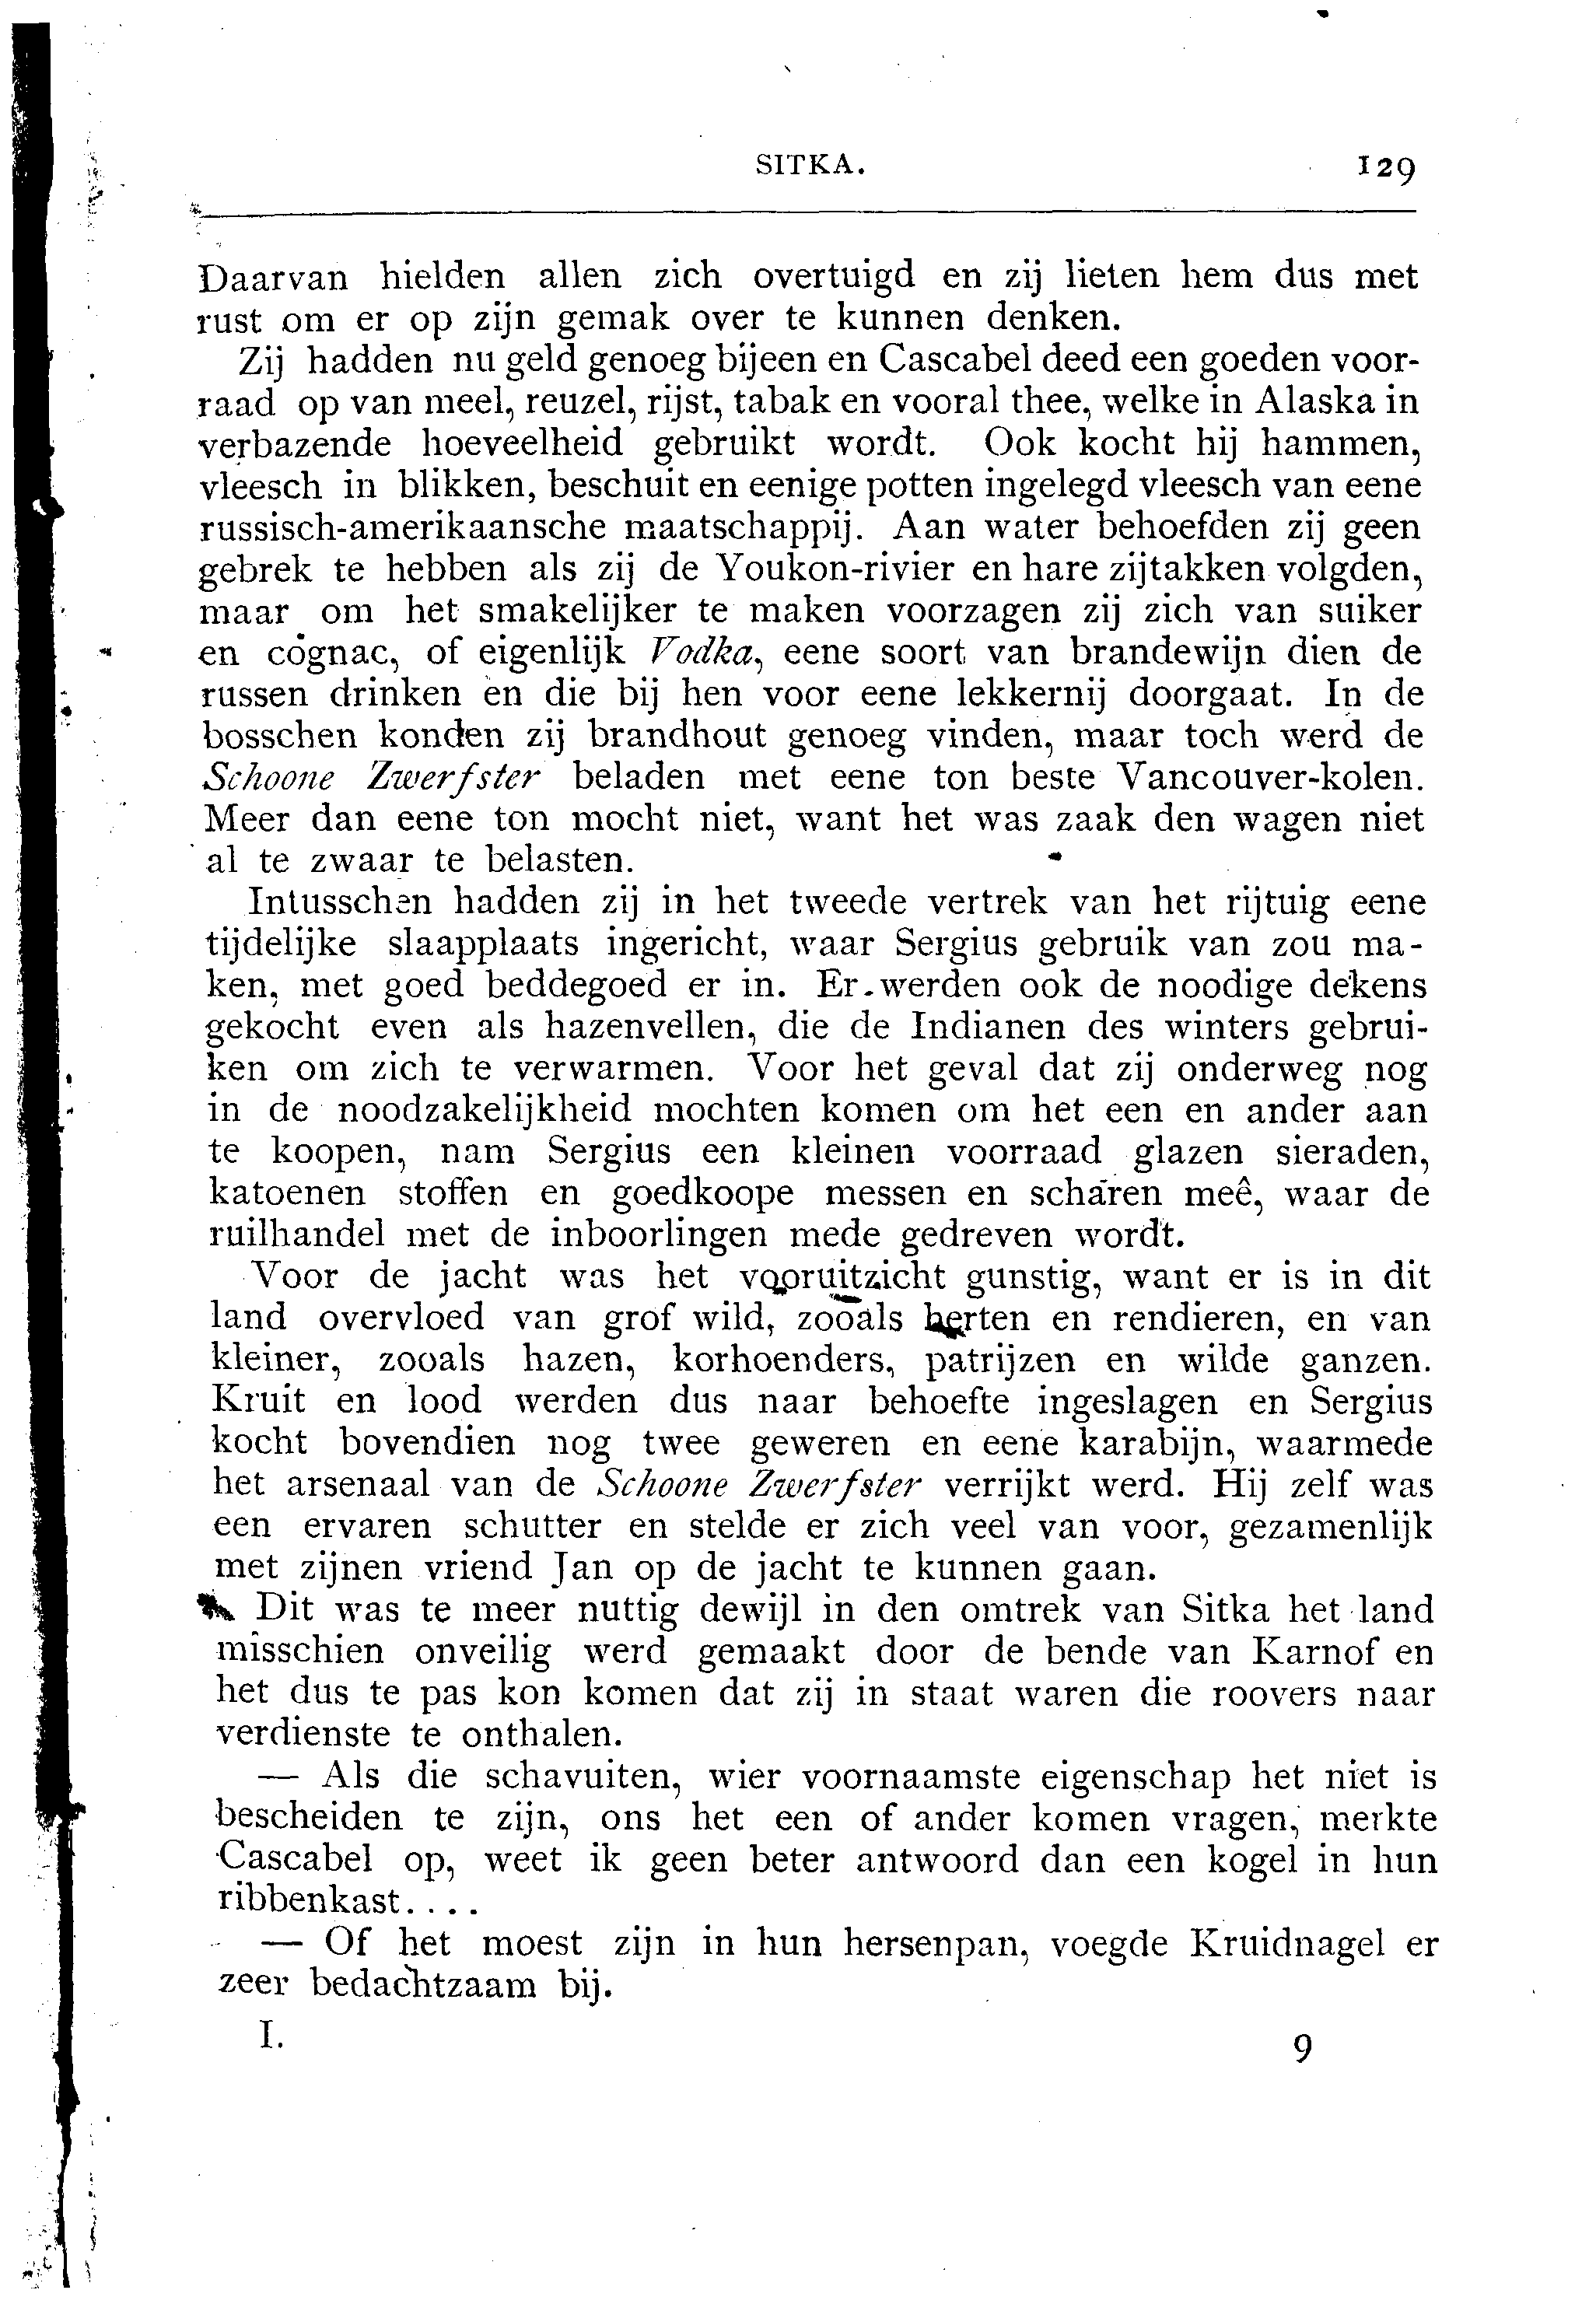 SITKA. 129
Daarvan hielden allen zich overtuigd en zij lieten hem dus met
rust om er op zijn gemak over te kunnen denken.
Zij hadden nu geld genoeg bijeen en Cascabel deed een goeden voor-
raad op van meel, reuzel, rijst, tabak en vooral thee, welke in Alaska in
verbazende hoeveelheid gebruikt wordt. Ook kocht hij hammen,
vleesch in blikken, beschuit en eenige potten ingelegd vleesch van eene
russisch-amerikaansche maatschappij. Aan water behoefden zij geen
gebrek te hebben als zij de Youkon-rivier en hare zijtakken volgden,
maar om het smakelijker te maken voorzagen zij zich van suiker
en cognac, of eigenlijk Vodka, eene soort van brandewijn dien de
russen drinken en die bij hen voor eene lekkernij doorgaat. In de
bosschen konden zij brandhout genoeg vinden, maar toch werd de
Schoone Zwerfster beladen met eene ton beste Vancouver-kolen.
Meer dan eene ton mocht niet, want het was zaak den wagen niet
al te zwaar te belasten.
Intusschen hadden zij in het tweede vertrek van het rijtuig eene
tijdelijke slaapplaats ingericht, waar Sergius gebruik van zou ma-
ken, met goed beddegoed er in. Er werden ook de noodige dekens
gekocht even als hazenvellen, die de Indianen des winters gebrui-
ken om zich te verwarmen. Voor het geval dat zij onderweg nog
in de noodzakelijkheid mochten komen om het een en ander aan
te koopen, nam Sergius een kleinen voorraad glazen sieraden,
katoenen stoffen en goedkoope messen en scharen meê, waar de
ruilhandel met de inboorlingen mede gedreven wordt.
Voor de jacht was het vooruitzicht gunstig, want er is in dit
land overvloed van grof wild, zooals herten en rendieren, en van
kleiner, zooals hazen, korhoenders, patrijzen en wilde ganzen.
Kruit en lood werden dus naar behoefte ingeslagen en Sergius
kocht bovendien nog twee geweren en eene karabijn, waarmede
het arsenaal van de Schoone Zwerfster verrijkt werd. Hij zelf was
een ervaren schutter en stelde er zich veel van voor, gezamenlijk
met zijnen vriend Jan op de jacht te kunnen gaan.
Dit was te meer nuttig dewijl in den omtrek van Sitka het land
misschien onveilig werd gemaakt door de bende van Karnof en
het dus te pas kon komen dat zij in staat waren die roovers naar
verdienste te onthalen.
— Als die schavuiten, wier voornaamste eigenschap het niet is
bescheiden te zijn, ons het een of ander komen vragen, merkte
Cascabel op, weet ik geen beter antwoord dan een kogel in hun
ribbenkast....
— Of het moest zijn in hun hersenpan, voegde Kruidnagel er
zeer bedachtzaam bij.
I. 9